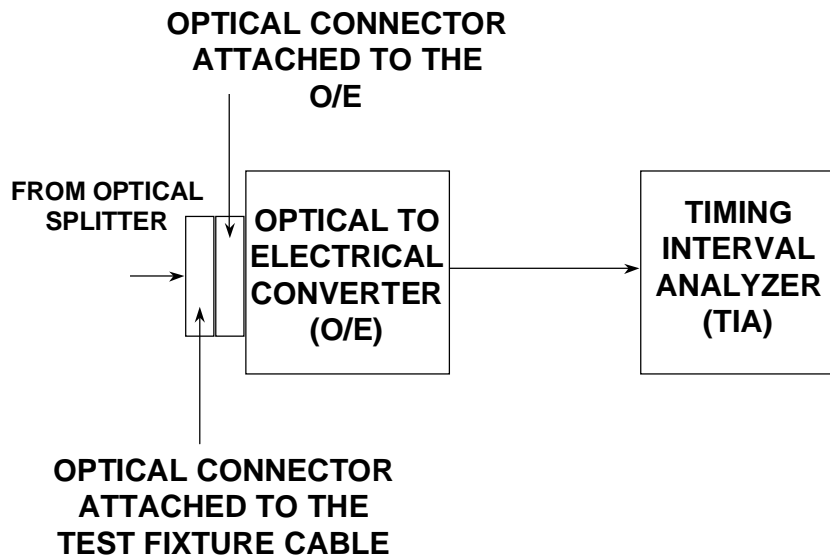 OPTICAL CONNECTOR
ATTACHED TO THE
O/E
FROM OPTICAL
SPLITTER
OPTICAL TO
ELECTRICAL
CONVERTER
(O/E)
TIMING
INTERVAL
ANALYZER
(TIA)
OPTICAL CONNECTOR
ATTACHED TO THE
TEST FIXTURE CABLE